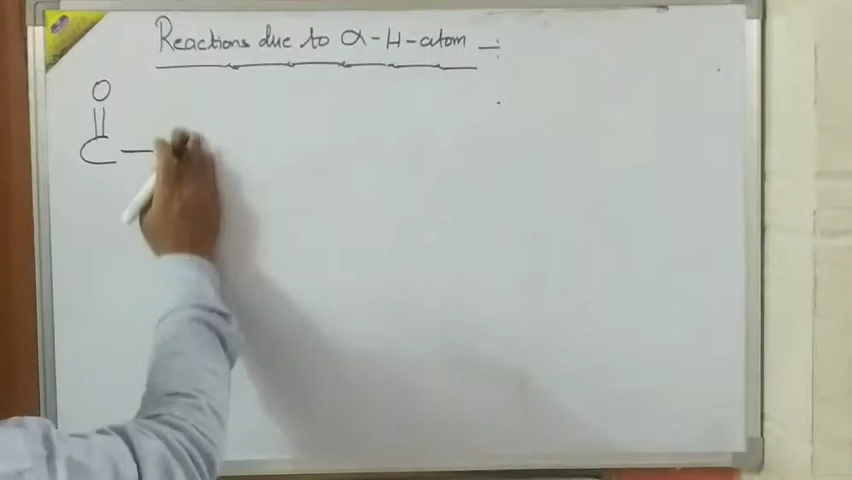 Reactions due to α-H-atom -:
O
||
C -